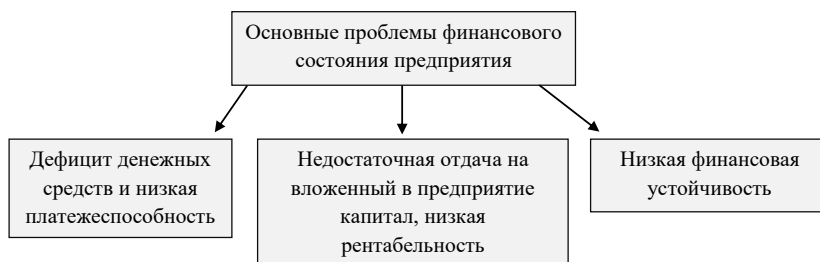 Основные проблемы финансового
состояния предприятия
Дефицит денежных
средств и низкая
платежеспособность
Недостаточная отдача на
вложенный в предприятие
капитал, низкая
рентабельность
Низкая финансовая
устойчивость